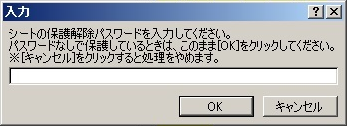 入力
シートの保護解除パスワードを入力してください。
パスワードなしで保護しているときは、このまま[OK]をクリックしてください。
※[キャンセル]をクリックすると処理をやめます。
OK
キャンセル